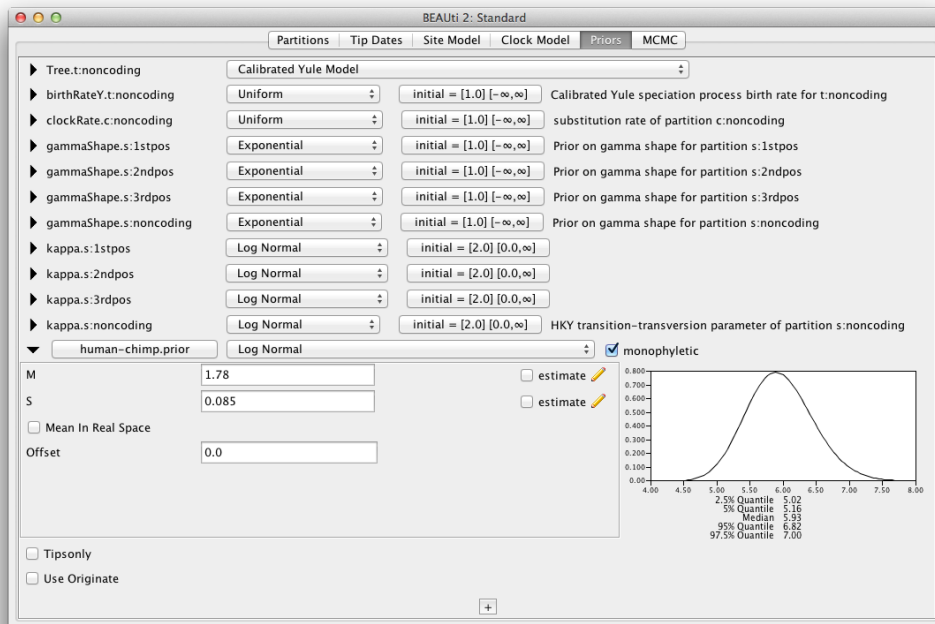 BEAUti 2: Standard
Partitions Tip Dates Site Model Clock Model Priors MCMC
Tree.t:noncoding Calibrated Yule Model
birthRateY.t:noncoding Uniform initial = [1.0] [-∞,∞] Calibrated Yule speciation process birth rate for t:noncoding
clockRate.c:noncoding Uniform initial = [1.0] [-∞,∞] substitution rate of partition c:noncoding
gammaShape.s:1stpos Exponential initial = [1.0] [-∞,∞] Prior on gamma shape for partition s:1stpos
gammaShape.s:2ndpos Exponential initial = [1.0] [-∞,∞] Prior on gamma shape for partition s:2ndpos
gammaShape.s:3rdpos Exponential initial = [1.0] [-∞,∞] Prior on gamma shape for partition s:3rdpos
gammaShape.s:noncoding Exponential initial = [1.0] [-∞,∞] Prior on gamma shape for partition s:noncoding
kappa.s:1stpos Log Normal initial = [2.0] [0.0,∞]
kappa.s:2ndpos Log Normal initial = [2.0] [0.0,∞]
kappa.s:3rdpos Log Normal initial = [2.0] [0.0,∞]
kappa.s:noncoding Log Normal initial = [2.0] [0.0,∞] HKY transition-transversion parameter of partition s:noncoding
human-chimp.prior Log Normal monophyletic
M 1.78 estimate
S 0.085 estimate
Mean In Real Space
Offset 0.0
0.800
0.700
0.600
0.500
0.400
0.300
0.200
0.100
0.00
4.00 4.50 5.00 5.50 6.00 6.50 7.00 7.50 8.00
2.5% Quantile 5.02
5% Quantile 5.16
Median 5.93
95% Quantile 6.82
97.5% Quantile 7.00
Tipsonly
Use Originate
+